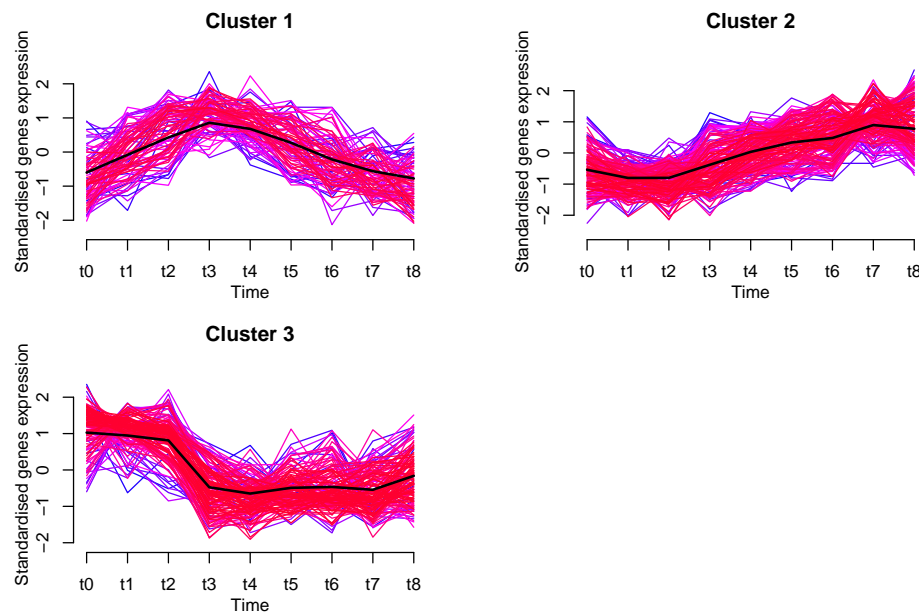 Cluster 1
Standardised genes expression
2
1
0
−1
−2
t0 t1 t2 t3 t4 t5 t6 t7 t8
Time
Cluster 2
Standardised genes expression
2
1
0
−1
−2
t0 t1 t2 t3 t4 t5 t6 t7 t8
Time
Cluster 3
Standardised genes expression
2
1
0
−1
−2
t0 t1 t2 t3 t4 t5 t6 t7 t8
Time